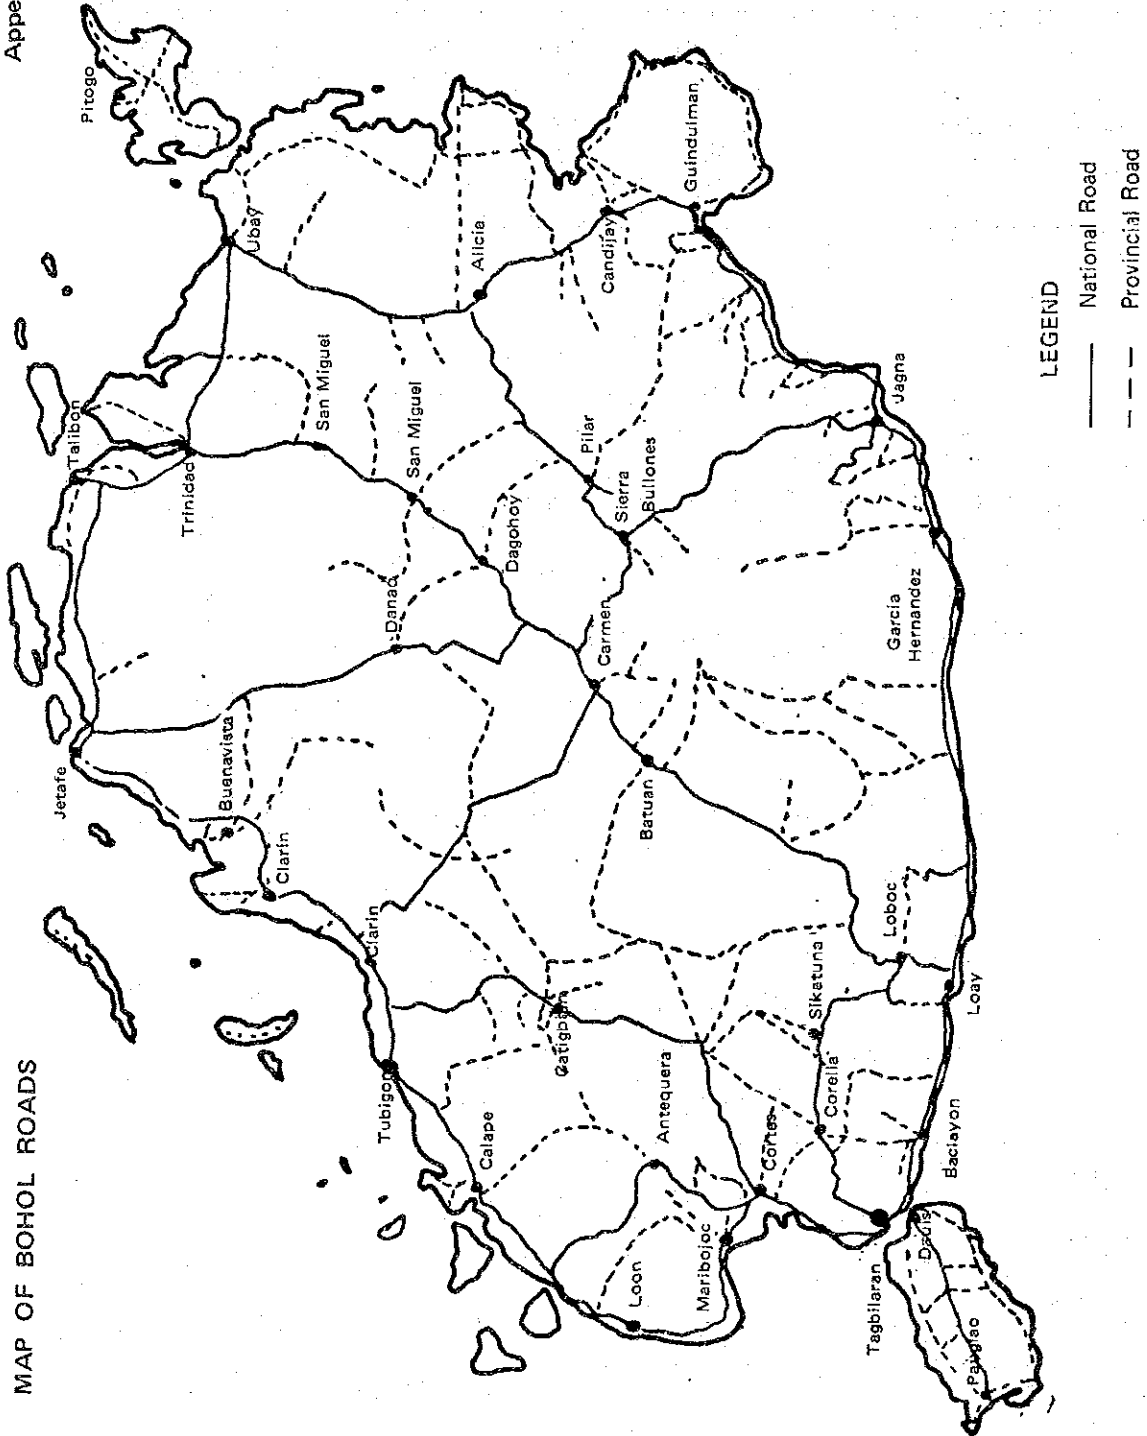 Appe
MAP OF BOHOL ROADS
Pitogo
Jetafe
Talibon
Ubay
Trinidad
Buenavista
San Miguel
Clarin
Danao
San Miguel
Alicia
Clarin
Tubigon
Dagohoy
Candijay
Calape
Catigbian
Carmen
Pilar
Sierra
Bullones
Guindulman
Loon
Antequera
Batuan
Maribojoc
Cortes
Corella
Sikatuna
Loboc
Garcia
Hernandez
Jagna
Tagbilaran
Dauis
Baclayon
Loay
Panglao
LEGEND
National Road
Provincial Road